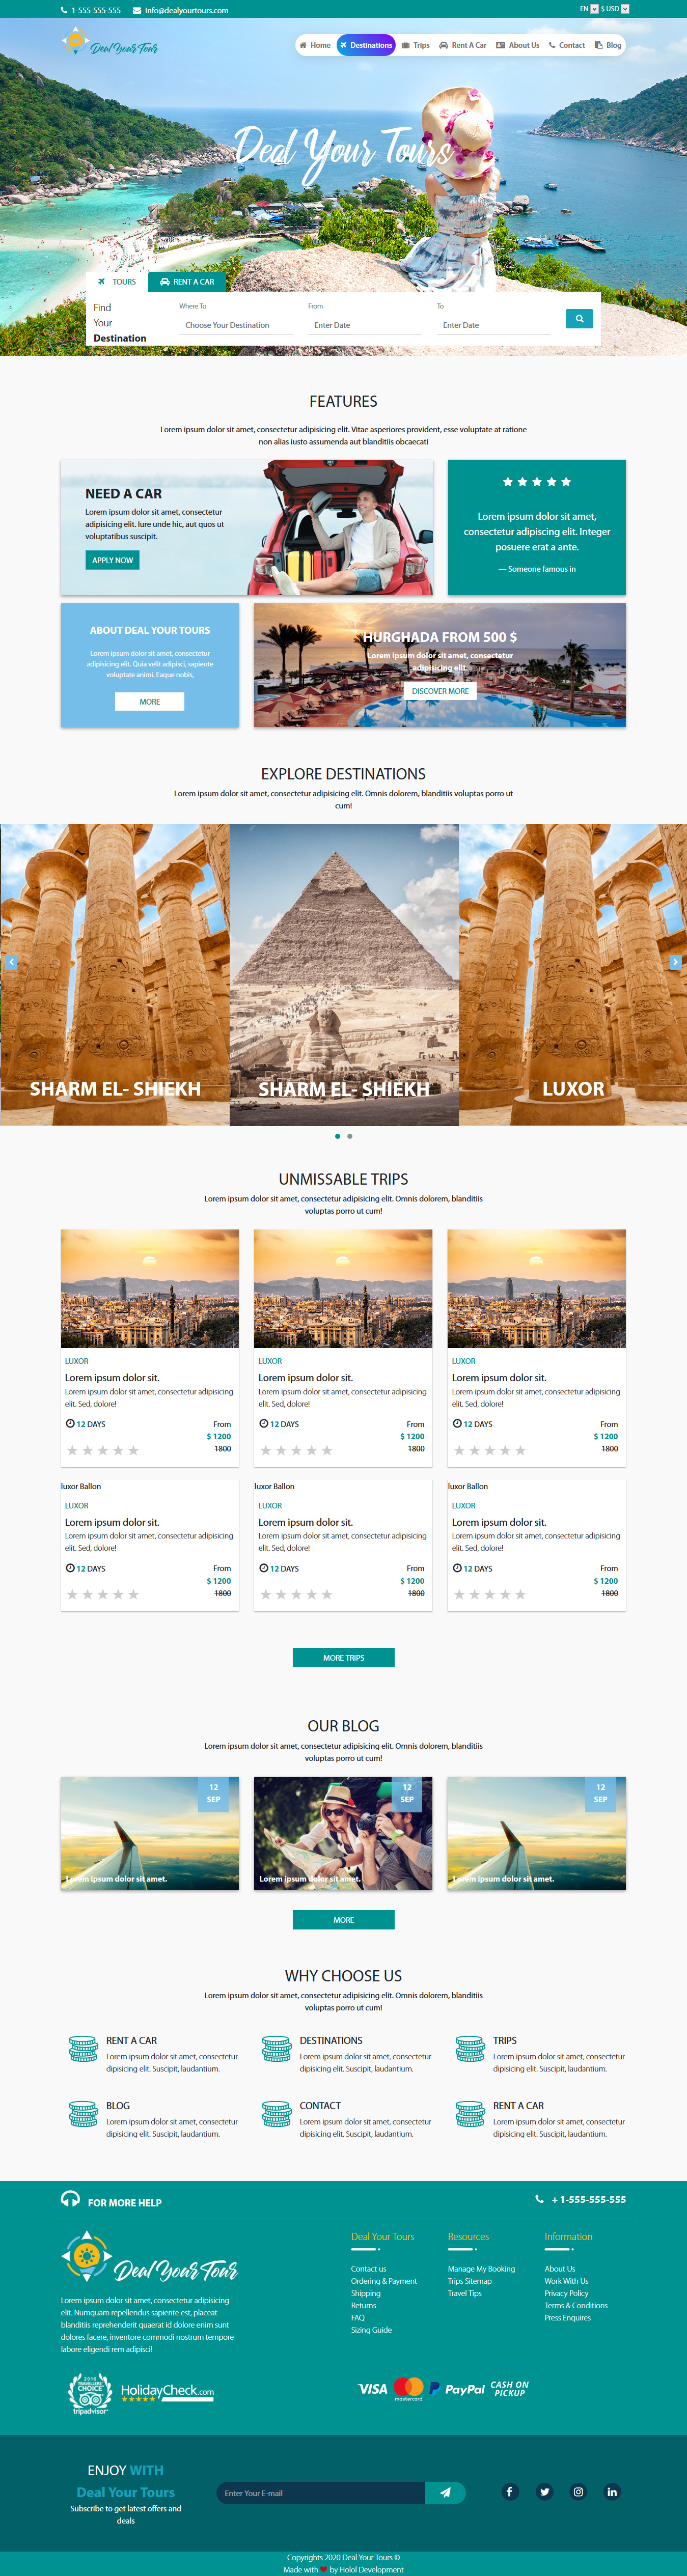 1-555-555-555 Info@dealyourtours.com EN $ USD
Deal Your Tour
Home Destinations Trips Rent A Car About Us Contact Blog
Deal Your Tours
TOURS RENT A CAR
Find
Your
Destination
Where To
Choose Your Destination
From
Enter Date
To
Enter Date
FEATURES
Lorem ipsum dolor sit amet, consectetur adipisicing elit. Vitae asperiores provident, esse voluptate at ratione
non alias iusto assumenda aut blanditiis obcaecati
NEED A CAR
Lorem ipsum dolor sit amet, consectetur
adipisicing elit. Iure unde hic, aut quos ut
voluptatibus suscipit.
APPLY NOW
Lorem ipsum dolor sit amet,
consectetur adipiscing elit. Integer
posuere erat a ante.
— Someone famous in
ABOUT DEAL YOUR TOURS
Lorem ipsum dolor sit amet, consectetur
adipisicing elit. Quia velit adipisci, sapiente
voluptate animi. Eaque nobis,
MORE
HURGHADA FROM 500 $
Lorem ipsum dolor sit amet, consectetur
adipisicing elit.
DISCOVER MORE
EXPLORE DESTINATIONS
Lorem ipsum dolor sit amet, consectetur adipisicing elit. Omnis dolorem, blanditiis voluptas porro ut
cum!
SHARM EL- SHIEKH
SHARM EL- SHIEKH
LUXOR
UNMISSABLE TRIPS
Lorem ipsum dolor sit amet, consectetur adipisicing elit. Omnis dolorem, blanditiis
voluptas porro ut cum!
LUXOR
Lorem ipsum dolor sit.
Lorem ipsum dolor sit amet, consectetur adipisicing
elit. Sed, dolore!
12 DAYS From
$ 1200
1800
LUXOR
Lorem ipsum dolor sit.
Lorem ipsum dolor sit amet, consectetur adipisicing
elit. Sed, dolore!
12 DAYS From
$ 1200
1800
LUXOR
Lorem ipsum dolor sit.
Lorem ipsum dolor sit amet, consectetur adipisicing
elit. Sed, dolore!
12 DAYS From
$ 1200
1800
luxor Ballon
LUXOR
Lorem ipsum dolor sit.
Lorem ipsum dolor sit amet, consectetur adipisicing
elit. Sed, dolore!
12 DAYS From
$ 1200
1800
luxor Ballon
LUXOR
Lorem ipsum dolor sit.
Lorem ipsum dolor sit amet, consectetur adipisicing
elit. Sed, dolore!
12 DAYS From
$ 1200
1800
luxor Ballon
LUXOR
Lorem ipsum dolor sit.
Lorem ipsum dolor sit amet, consectetur adipisicing
elit. Sed, dolore!
12 DAYS From
$ 1200
1800
MORE TRIPS
OUR BLOG
Lorem ipsum dolor sit amet, consectetur adipisicing elit. Omnis dolorem, blanditiis
voluptas porro ut cum!
12
SEP
Lorem ipsum dolor sit amet.
12
SEP
Lorem ipsum dolor sit amet.
12
SEP
Lorem ipsum dolor sit amet.
MORE
WHY CHOOSE US
Lorem ipsum dolor sit amet, consectetur adipisicing elit. Omnis dolorem, blanditiis
voluptas porro ut cum!
RENT A CAR
Lorem ipsum dolor sit amet, consectetur
dipisicing elit. Suscipit, laudantium.
DESTINATIONS
Lorem ipsum dolor sit amet, consectetur
dipisicing elit. Suscipit, laudantium.
TRIPS
Lorem ipsum dolor sit amet, consectetur
dipisicing elit. Suscipit, laudantium.
BLOG
Lorem ipsum dolor sit amet, consectetur
dipisicing elit. Suscipit, laudantium.
CONTACT
Lorem ipsum dolor sit amet, consectetur
dipisicing elit. Suscipit, laudantium.
RENT A CAR
Lorem ipsum dolor sit amet, consectetur
dipisicing elit. Suscipit, laudantium.
FOR MORE HELP + 1-555-555-555
Deal Your Tour
Lorem ipsum dolor sit amet, consectetur adipisicing
elit. Numquam repellendus sapiente est, placeat
blanditiis reprehenderit quaerat id dolore enim sunt
dolores facere, inventore commodi nostrum tempore
labore eligendi rem adipisci!
Deal Your Tours
Contact us
Ordering & Payment
Shipping
Returns
FAQ
Sizing Guide
Resources
Manage My Booking
Trips Sitemap
Travel Tips
Information
About Us
Work With Us
Privacy Policy
Terms & Conditions
Press Enquires
2016
TRAVELLERS'
CHOICE
tripadvisor
HolidayCheck.com
VISA mastercard PayPal CASH ON
PICKUP
ENJOY WITH
Deal Your Tours
Subscribe to get latest offers and
deals
Enter Your E-mail
Copyrights 2020 Deal Your Tours ©
Made with ❤ by Holol Development